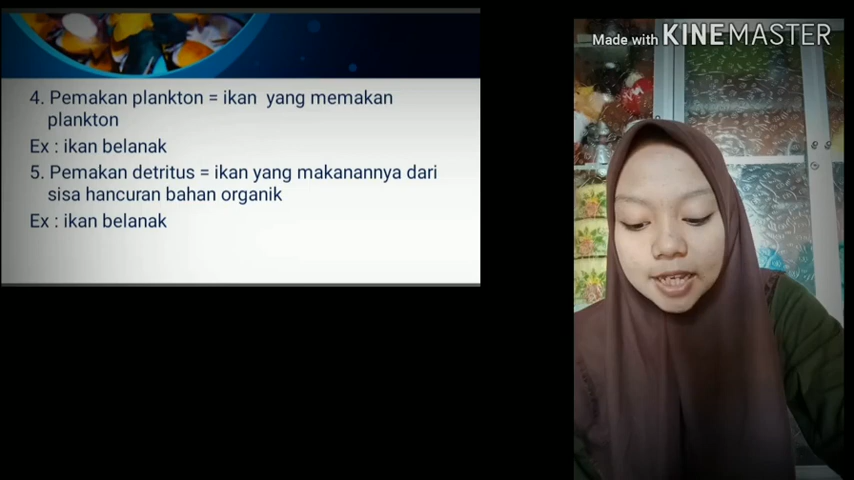 4. Pemakan plankton = ikan yang memakan
plankton
Ex : ikan belanak
5. Pemakan detritus = ikan yang makanannya dari
sisa hancuran bahan organik
Ex : ikan belanak
Made with KINEMASTER